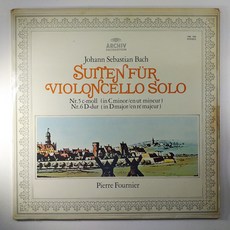 ARCHIV
Johann Sebastian Bach
SUITEN FÜR
VIOLONCELLO SOLO
Nr.5 c-moll (in C minor/en ut mineur)
Nr.6 D-dur (in D major/en ré majeur)
Pierre Fournier